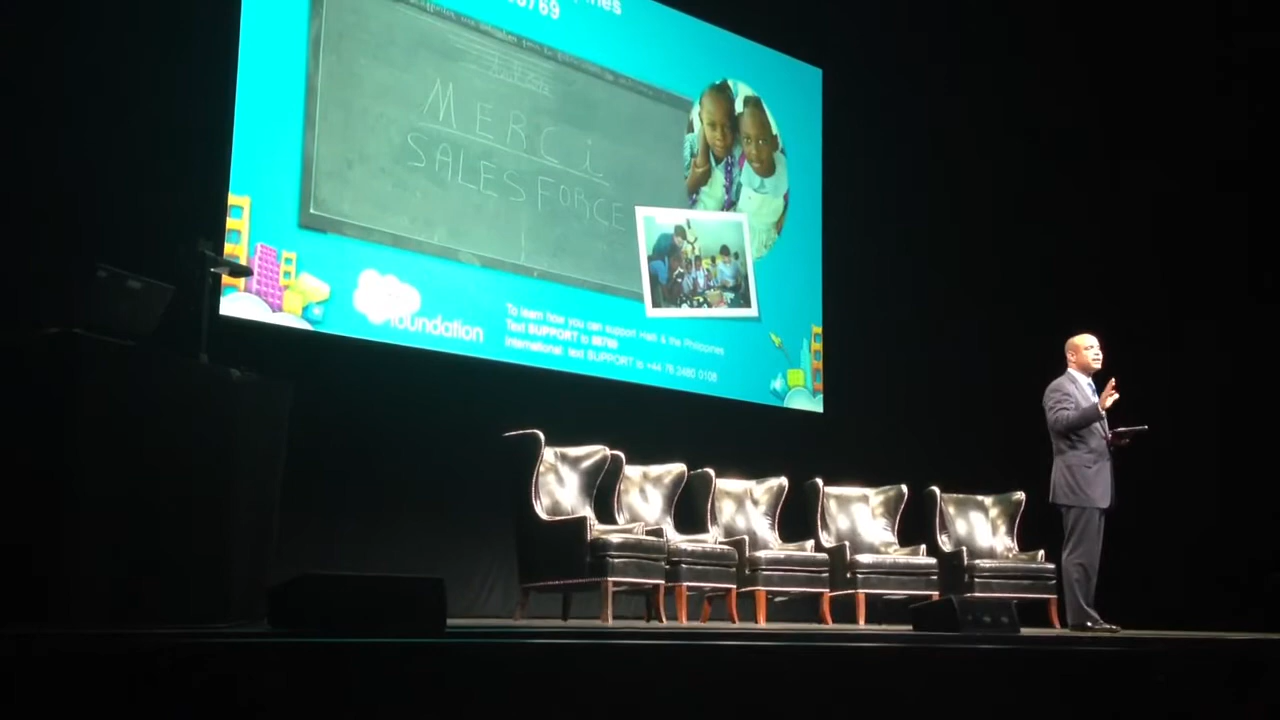 88769
MERCi
SALESFORCE
foundation
To learn how you can support Haiti & the Philippines
Text SUPPORT to 88769
International: text SUPPORT to +44 76 2480 0108